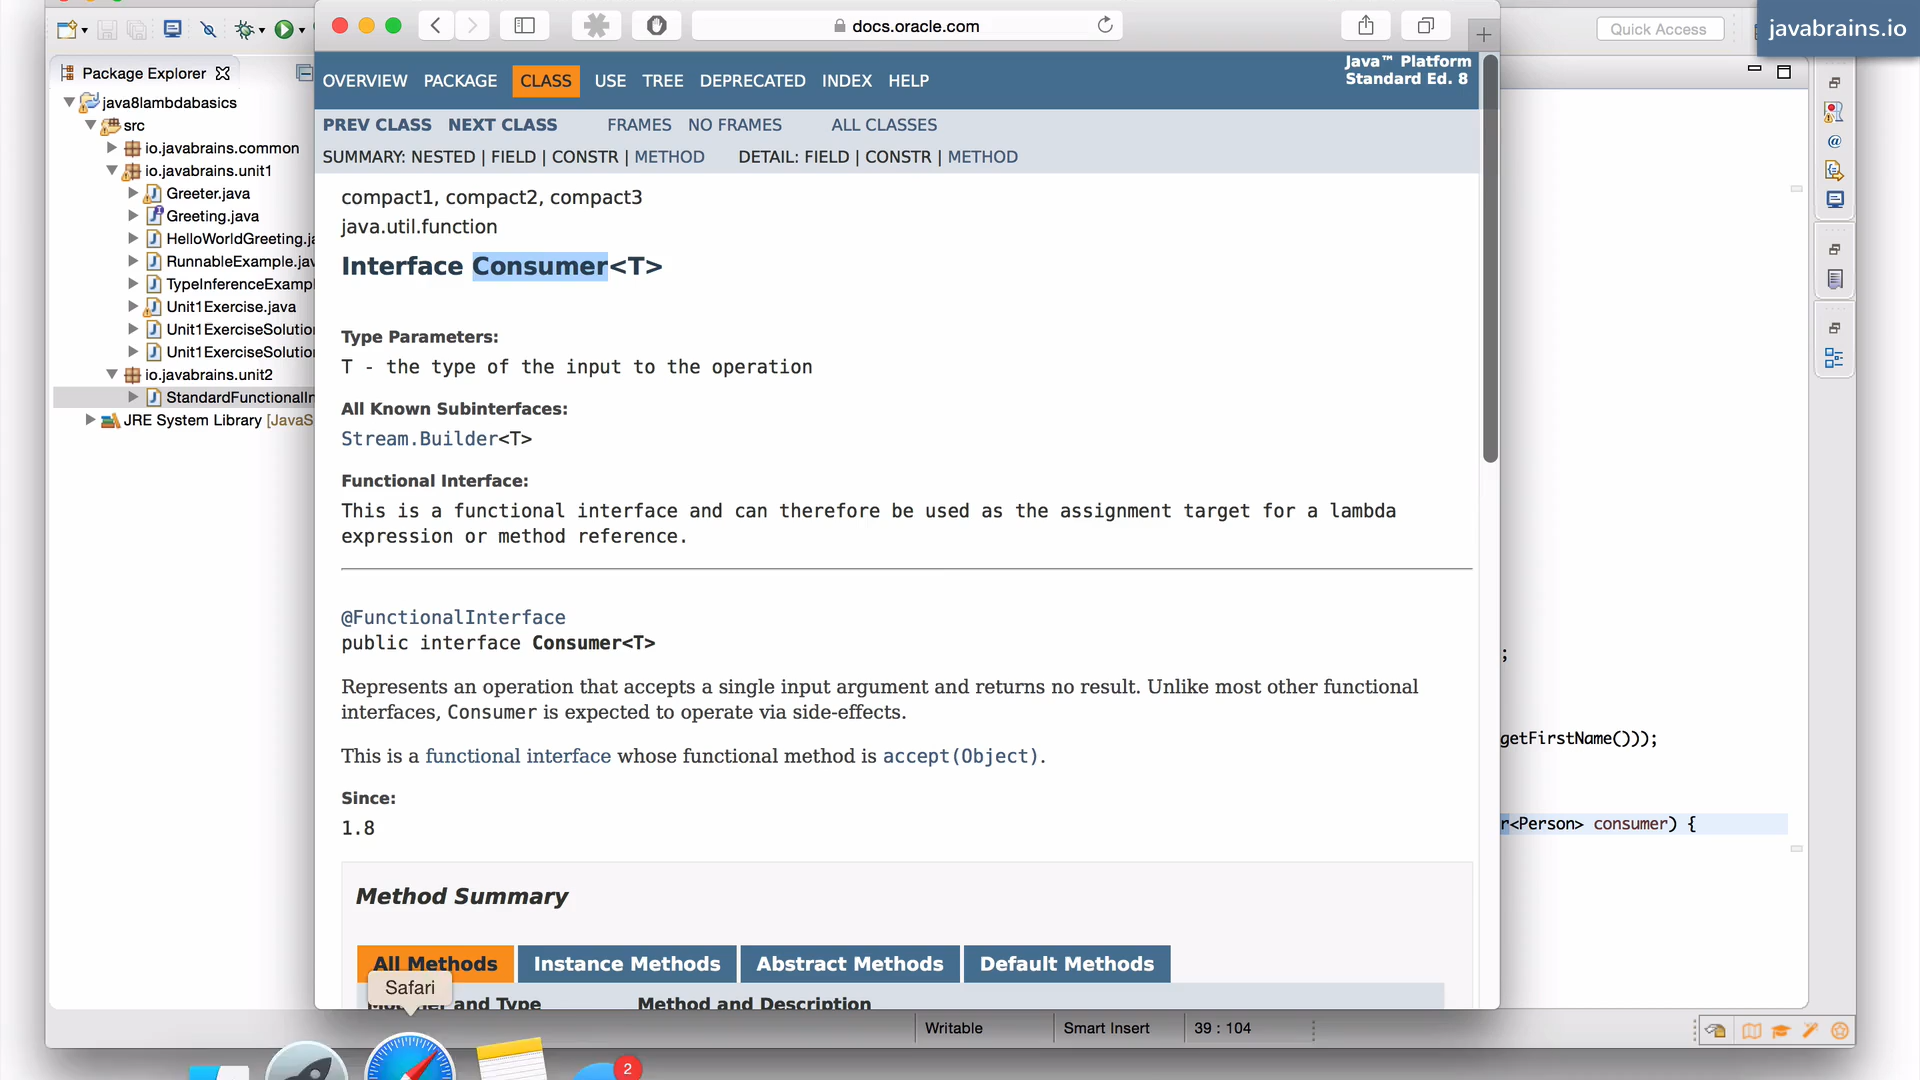 javabrains.io
docs.oracle.com
Quick Access
Package Explorer
java8lambdabasics
src
io.javabrains.common
io.javabrains.unit1
Greeter.java
Greeting.java
HelloWorldGreeting.ja
RunnableExample.jav
TypeInferenceExampl
Unit1Exercise.java
Unit1ExerciseSolution
Unit1ExerciseSolution
io.javabrains.unit2
StandardFunctionalIn
JRE System Library [JavaS
OVERVIEW PACKAGE CLASS USE TREE DEPRECATED INDEX HELP
Java™ Platform
Standard Ed. 8
PREV CLASS NEXT CLASS FRAMES NO FRAMES ALL CLASSES
SUMMARY: NESTED | FIELD | CONSTR | METHOD DETAIL: FIELD | CONSTR | METHOD
compact1, compact2, compact3
java.util.function
Interface Consumer<T>
Type Parameters:
T - the type of the input to the operation
All Known Subinterfaces:
Stream.Builder<T>
Functional Interface:
This is a functional interface and can therefore be used as the assignment target for a lambda
expression or method reference.
@FunctionalInterface
public interface Consumer<T>
Represents an operation that accepts a single input argument and returns no result. Unlike most other functional
interfaces, Consumer is expected to operate via side-effects.
This is a functional interface whose functional method is accept(Object).
Since:
1.8
Method Summary
All Methods Instance Methods Abstract Methods Default Methods
and Type Method and Description
Safari
;
getFirstName()));
r<Person> consumer) {
Writable Smart Insert 39 : 104
2